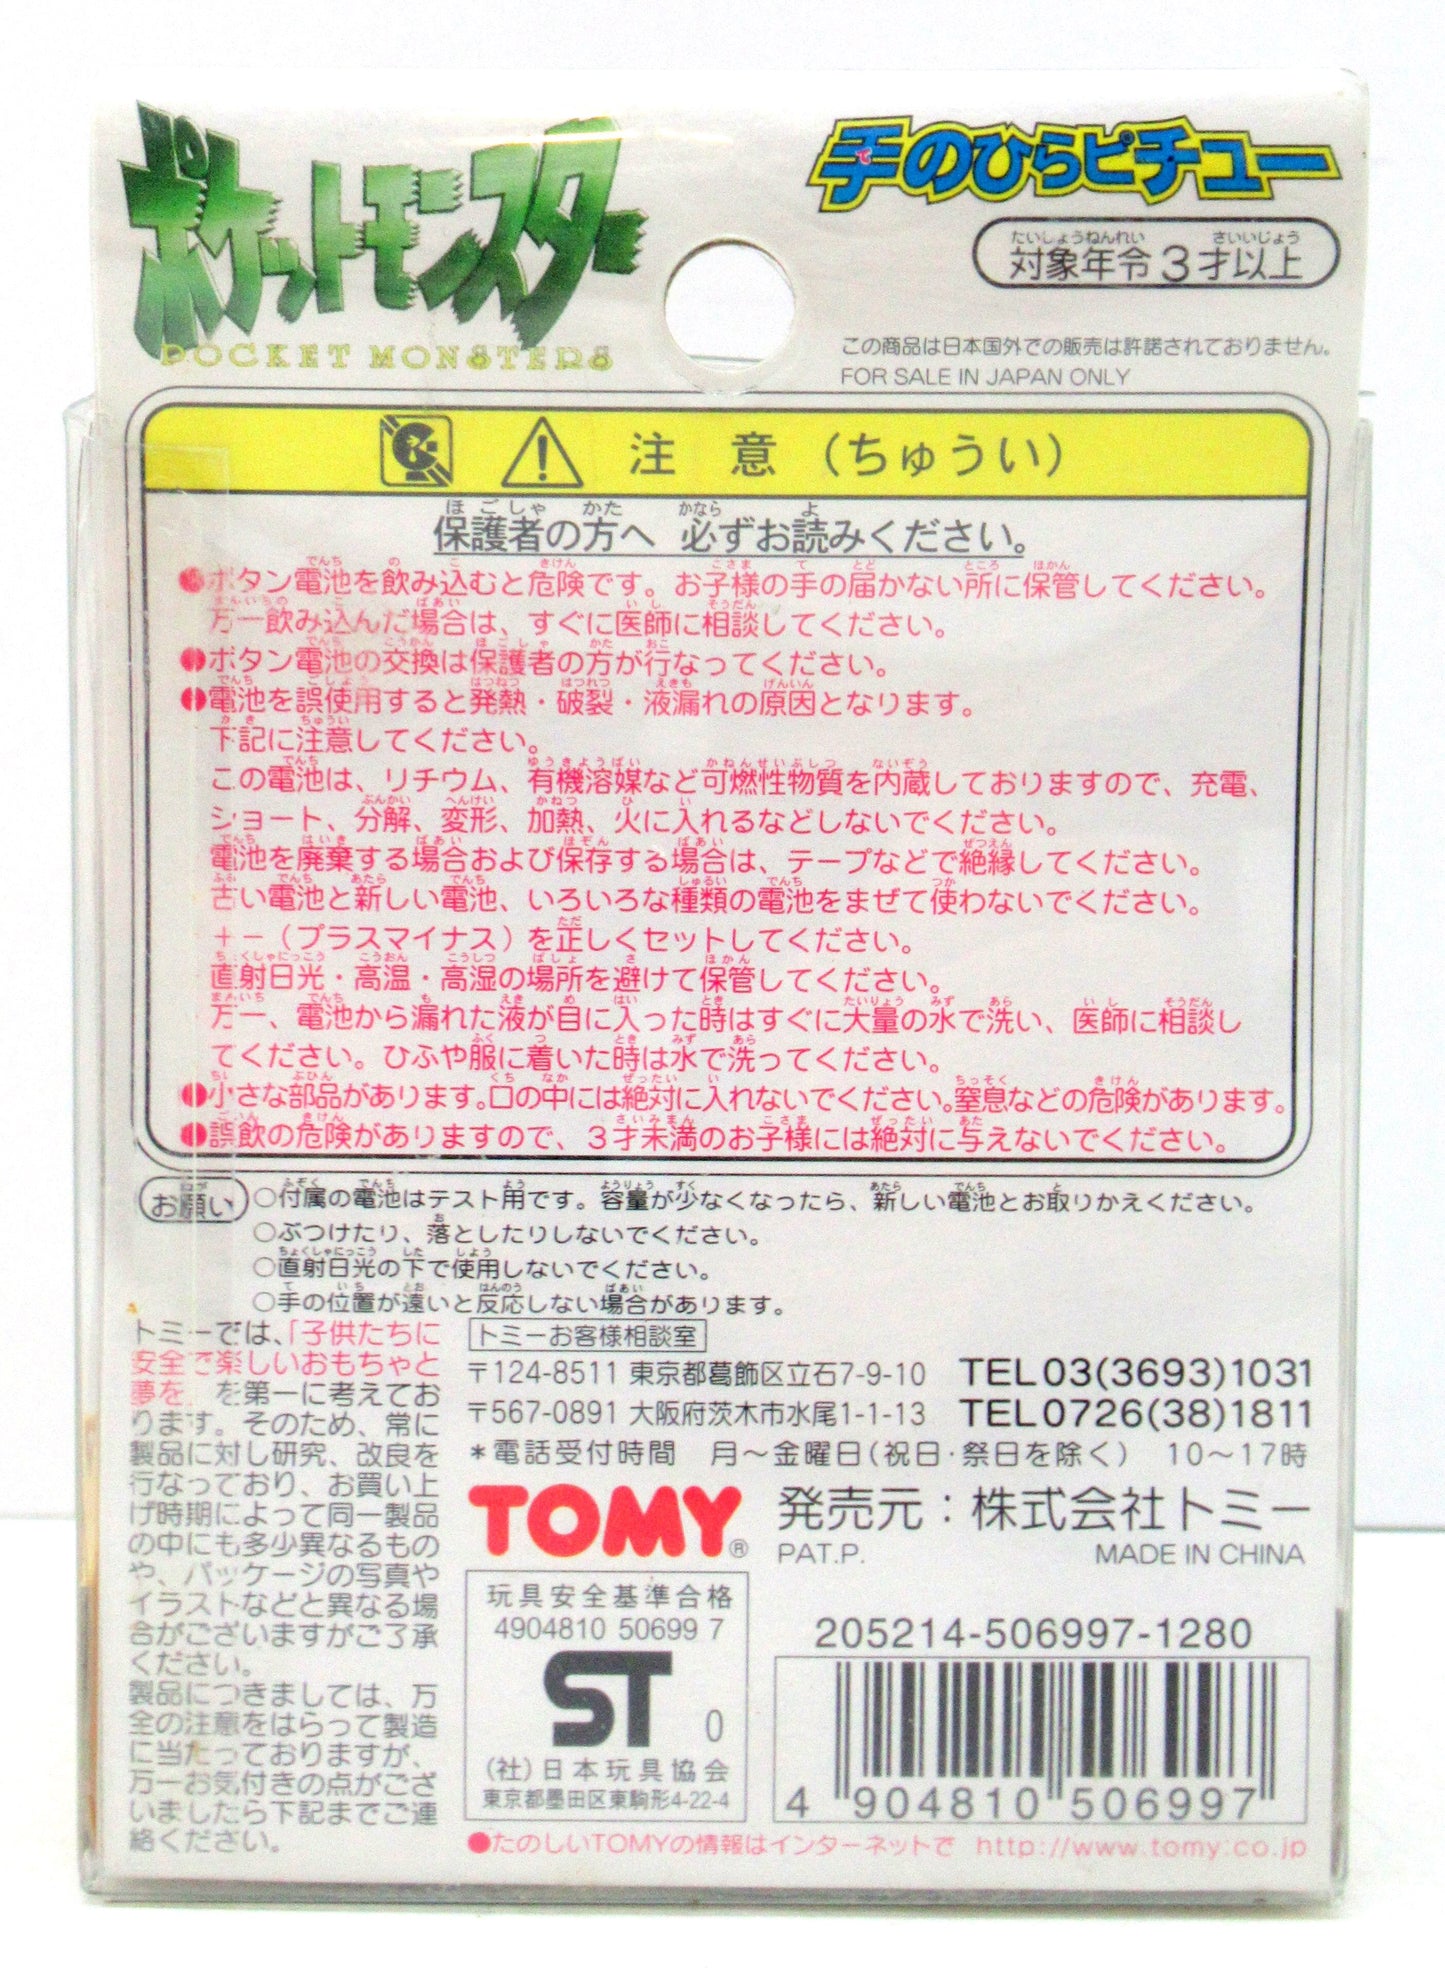 ポケットモンスター
POCKET MONSTERS
手のひらピチュー
対象年令3才以上
この商品は日本国外での販売は許諾されておりません。
FOR SALE IN JAPAN ONLY
注意（ちゅうい）
保護者の方へ 必ずお読みください。
●ボタン電池を飲み込むと危険です。お子様の手の届かない所に保管してください。
万一飲み込んだ場合は、すぐに医師に相談してください。
●ボタン電池の交換は保護者の方が行なってください。
●電池を誤使用すると発熱・破裂・液漏れの原因となります。
下記に注意してください。
この電池は、リチウム、有機溶媒など可燃性物質を内蔵しておりますので、充電、
ショート、分解、変形、加熱、火に入れるなどしないでください。
電池を廃棄する場合および保存する場合は、テープなどで絶縁してください。
古い電池と新しい電池、いろいろな種類の電池をまぜて使わないでください。
＋－（プラスマイナス）を正しくセットしてください。
直射日光・高温・高湿の場所を避けて保管してください。
万一、電池から漏れた液が目に入った時はすぐに大量の水で洗い、医師に相談し
てください。ひふや服に着いた時は水で洗ってください。
●小さな部品があります。口の中には絶対に入れないでください。窒息などの危険があります。
●誤飲の危険がありますので、3才未満のお子様には絶対に与えないでください。
お願い
○付属の電池はテスト用です。容量が少なくなったら、新しい電池とお取りかえください。
○ぶつけたり、落としたりしないでください。
○直射日光の下で使用しないでください。
○手の位置が遠いと反応しない場合があります。
トミーでは、「子供たちに
安全で楽しいおもちゃと
夢を」を第一に考えてお
ります。そのため、常に
製品に対し研究、改良を
行なっており、お買い上
げ時期によって同一製品
の中にも多少異なるもの
や、パッケージの写真や
イラストなどと異なる場
合がございますがご了承
ください。
製品につきましては、万
全の注意をはらって製造
に当たっておりますが、
万一お気付きの点がござ
いましたら下記までご連
絡ください。
トミーお客様相談室
〒124-8511 東京都葛飾区立石7-9-10 TEL03(3693)1031
〒567-0891 大阪府茨木市水尾1-1-13 TEL0726(38)1811
＊電話受付時間 月～金曜日（祝日・祭日を除く） 10～17時
TOMY®
発売元：株式会社トミー
PAT.P. MADE IN CHINA
玩具安全基準合格
4904810 50699 7
ST 0
（社）日本玩具協会
東京都墨田区東駒形4-22-4
205214-506997-1280
4 904810 506997
●たのしいTOMYの情報はインターネットで http://www.tomy.co.jp